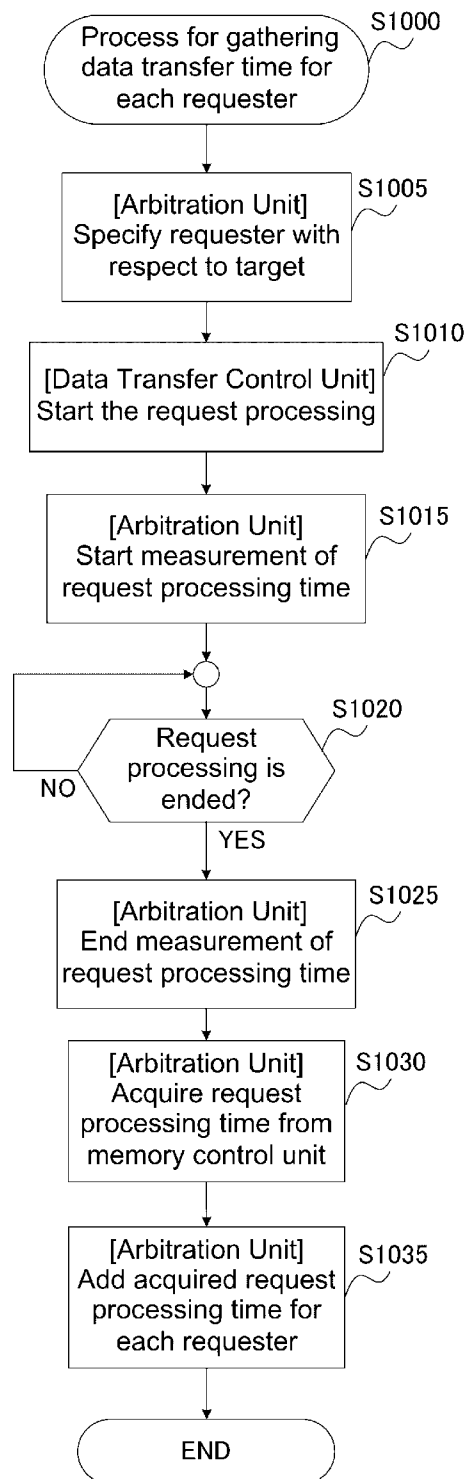 S1000
Process for gathering
data transfer time for
each requester
S1005
[Arbitration Unit]
Specify requester with
respect to target
S1010
[Data Transfer Control Unit]
Start the request processing
S1015
[Arbitration Unit]
Start measurement of
request processing time
S1020
Request
processing is
ended?
NO
YES
S1025
[Arbitration Unit]
End measurement of
request processing time
S1030
[Arbitration Unit]
Acquire request
processing time from
memory control unit
S1035
[Arbitration Unit]
Add acquired request
processing time for
each requester
END